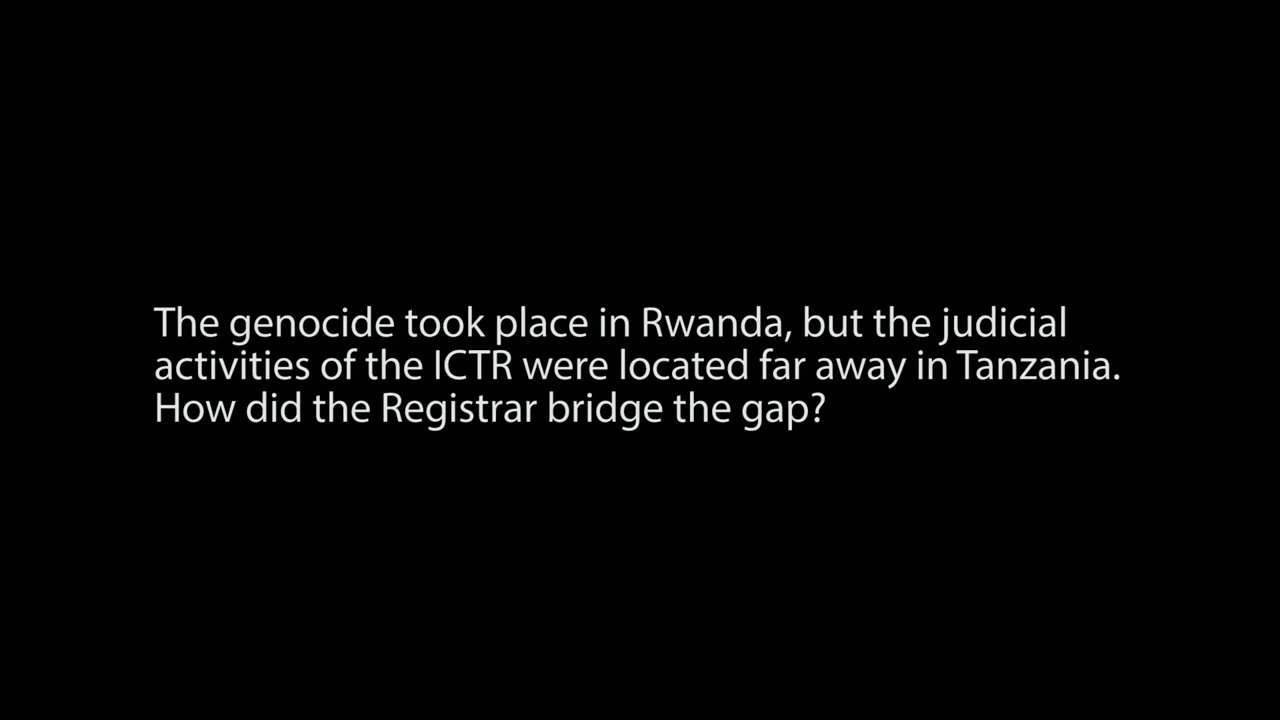 The genocide took place in Rwanda, but the judicial
activities of the ICTR were located far away in Tanzania.
How did the Registrar bridge the gap?